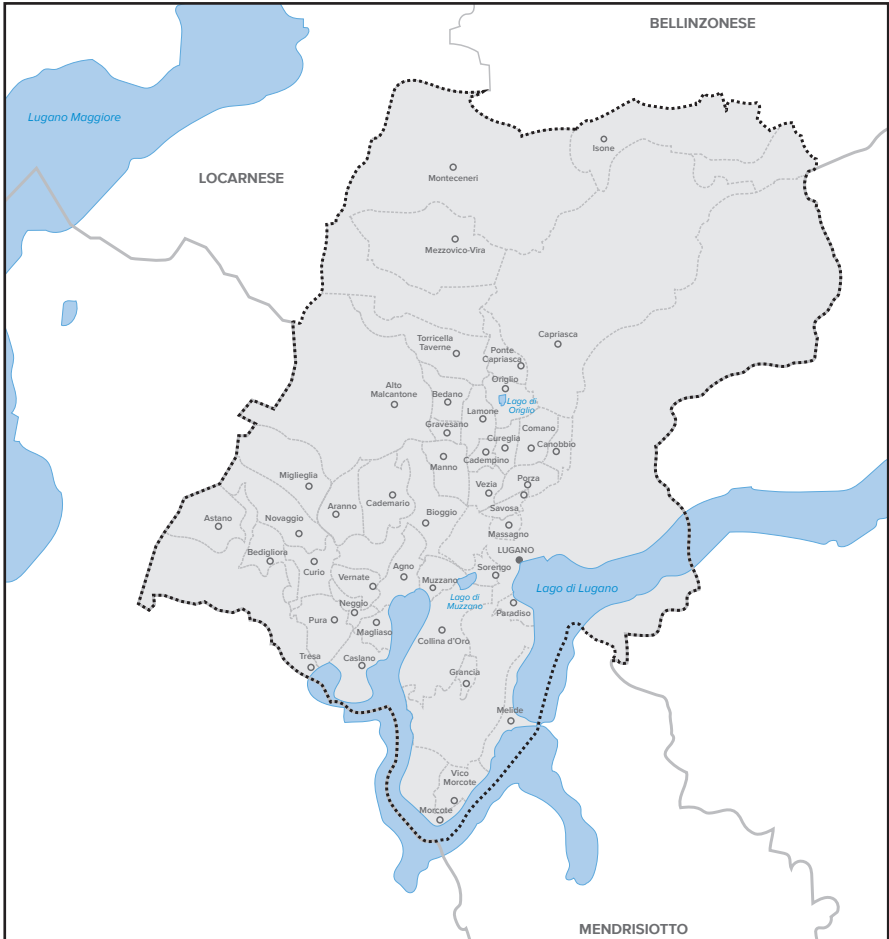 BELLINZONESE
Lugano Maggiore
Isone
LOCARNESE
Monteceneri
Mezzovico-Vira
Torricella
Taverne
Capriasca
Ponte
Capriasca
Origlio
Alto
Malcantone
Bedano
Lago di
Origlio
Lamone
Gravesano
Comano
Cureglia
Canobbio
Cadempino
Manno
Miglieglia
Vezia
Porza
Aranno
Cademario
Savosa
Astano
Novaggio
Bioggio
Massagno
Bedigliora
LUGANO
Curio
Agno
Sorengo
Vernate
Muzzano
Lago di Lugano
Lago di
Muzzano
Neggio
Paradiso
Pura
Magliaso
Collina d'Oro
Tresa
Caslano
Grancia
Melide
Vico
Morcote
Morcote
MENDRISIOTTO